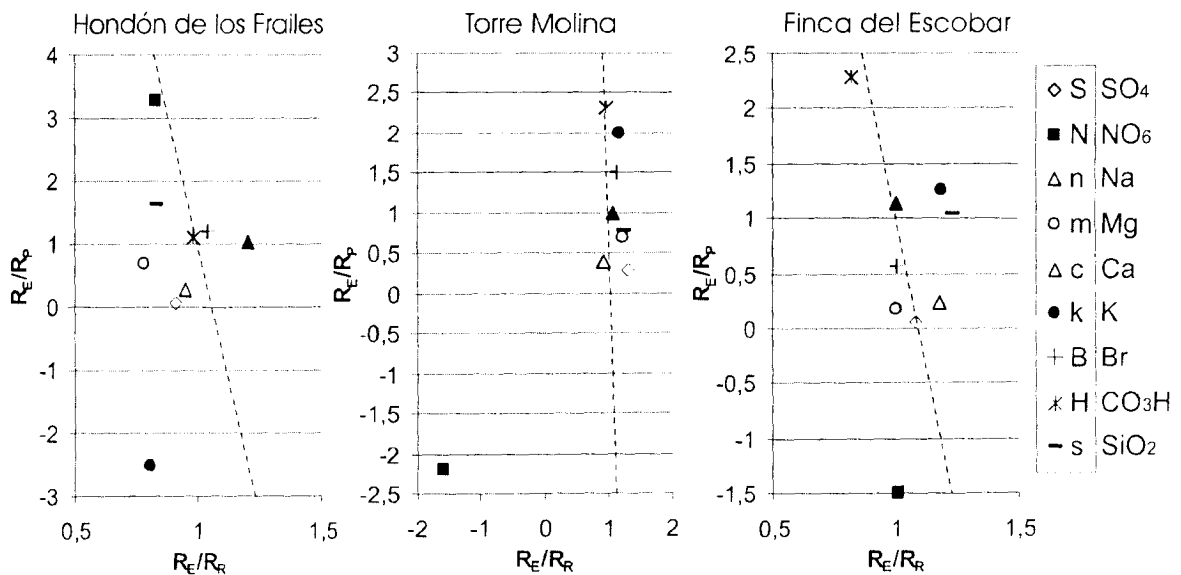 Hondón de los Frailes
Torre Molina
Finca del Escobar
4
3
2
1
0
-1
-2
-3
0,5
1
1,5
R_E/R_P
R_E/R_R
3
2,5
2
1,5
1
0,5
0
-0,5
-1
-1,5
-2
-2,5
-2
-1
0
1
2
R_E/R_P
R_E/R_R
2,5
2
1,5
1
0,5
0
-0,5
-1
-1,5
0,5
1
1,5
R_E/R_P
R_E/R_R
S SO4
N NO6
n Na
m Mg
c Ca
k K
B Br
H CO3H
s SiO2